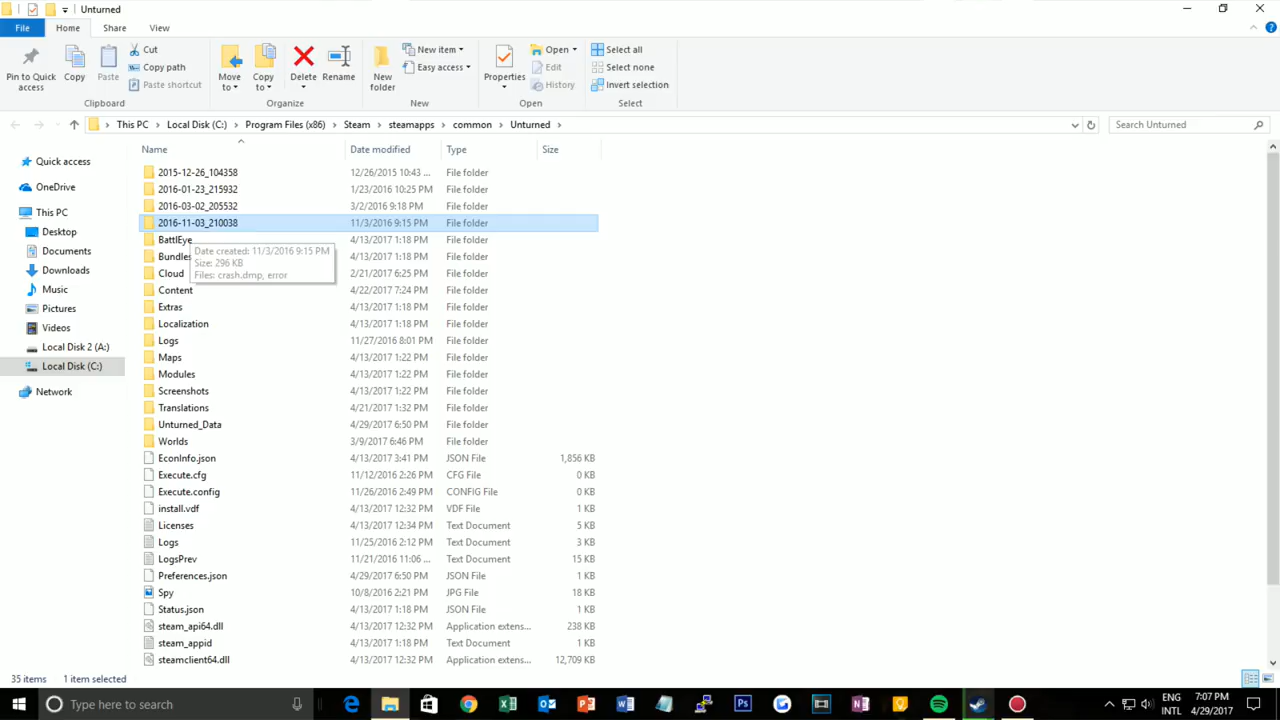 Unturned
File Home Share View
Pin to Quick access
Copy
Paste
Cut
Copy path
Paste shortcut
Clipboard
Move to
Copy to
Delete
Rename
Organize
New folder
New item
Easy access
New
Properties
Open
Edit
History
Open
Select all
Select none
Invert selection
Select
This PC Local Disk (C:) Program Files (x86) Steam steamapps common Unturned
Search Unturned
Quick access
OneDrive
This PC
Desktop
Documents
Downloads
Music
Pictures
Videos
Local Disk 2 (A:)
Local Disk (C:)
Network
Name Date modified Type Size
2015-12-26_104358 12/26/2015 10:43 ... File folder
2016-01-23_215932 1/23/2016 10:25 PM File folder
2016-03-02_205532 3/2/2016 9:18 PM File folder
2016-11-03_210038 11/3/2016 9:15 PM File folder
BattlEye 4/13/2017 1:18 PM File folder
Bundles 4/13/2017 1:18 PM File folder
Cloud 2/21/2017 6:25 PM File folder
Content 4/22/2017 7:24 PM File folder
Extras 4/13/2017 1:18 PM File folder
Localization 4/13/2017 1:18 PM File folder
Logs 11/27/2016 8:01 PM File folder
Maps 4/13/2017 1:22 PM File folder
Modules 4/13/2017 1:22 PM File folder
Screenshots 4/13/2017 1:22 PM File folder
Translations 4/21/2017 1:32 PM File folder
Unturned_Data 4/29/2017 6:50 PM File folder
Worlds 3/9/2017 6:46 PM File folder
EconInfo.json 4/13/2017 3:41 PM JSON File 1,856 KB
Execute.cfg 11/12/2016 2:26 PM CFG File 0 KB
Execute.config 11/26/2016 2:49 PM CONFIG File 0 KB
install.vdf 4/13/2017 12:32 PM VDF File 1 KB
Licenses 4/13/2017 12:34 PM Text Document 5 KB
Logs 11/25/2016 2:12 PM Text Document 3 KB
LogsPrev 11/21/2016 11:06 ... Text Document 15 KB
Preferences.json 4/29/2017 6:50 PM JSON File 1 KB
Spy 10/8/2016 2:21 PM JPG File 18 KB
Status.json 4/13/2017 1:18 PM JSON File 1 KB
steam_api64.dll 4/13/2017 12:32 PM Application extens... 238 KB
steam_appid 4/13/2017 1:18 PM Text Document 1 KB
steamclient64.dll 4/13/2017 12:32 PM Application extens... 12,709 KB
Date created: 11/3/2016 9:15 PM
Size: 296 KB
Files: crash.dmp, error
35 items 1 item selected
Type here to search
ENG
INTL
7:07 PM
4/29/2017